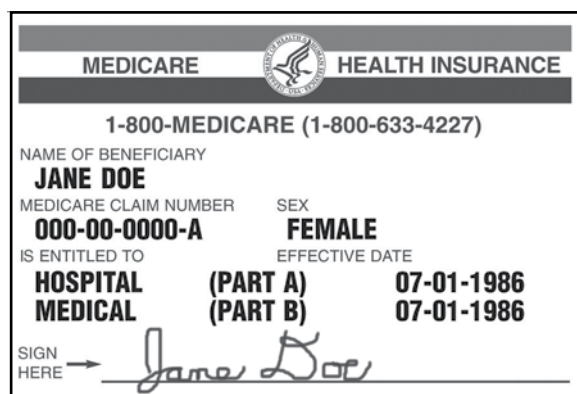 MEDICARE HEALTH INSURANCE
1-800-MEDICARE (1-800-633-4227)
NAME OF BENEFICIARY
JANE DOE
MEDICARE CLAIM NUMBER SEX
000-00-0000-A FEMALE
IS ENTITLED TO EFFECTIVE DATE
HOSPITAL (PART A) 07-01-1986
MEDICAL (PART B) 07-01-1986
SIGN
HERE → Jane Doe